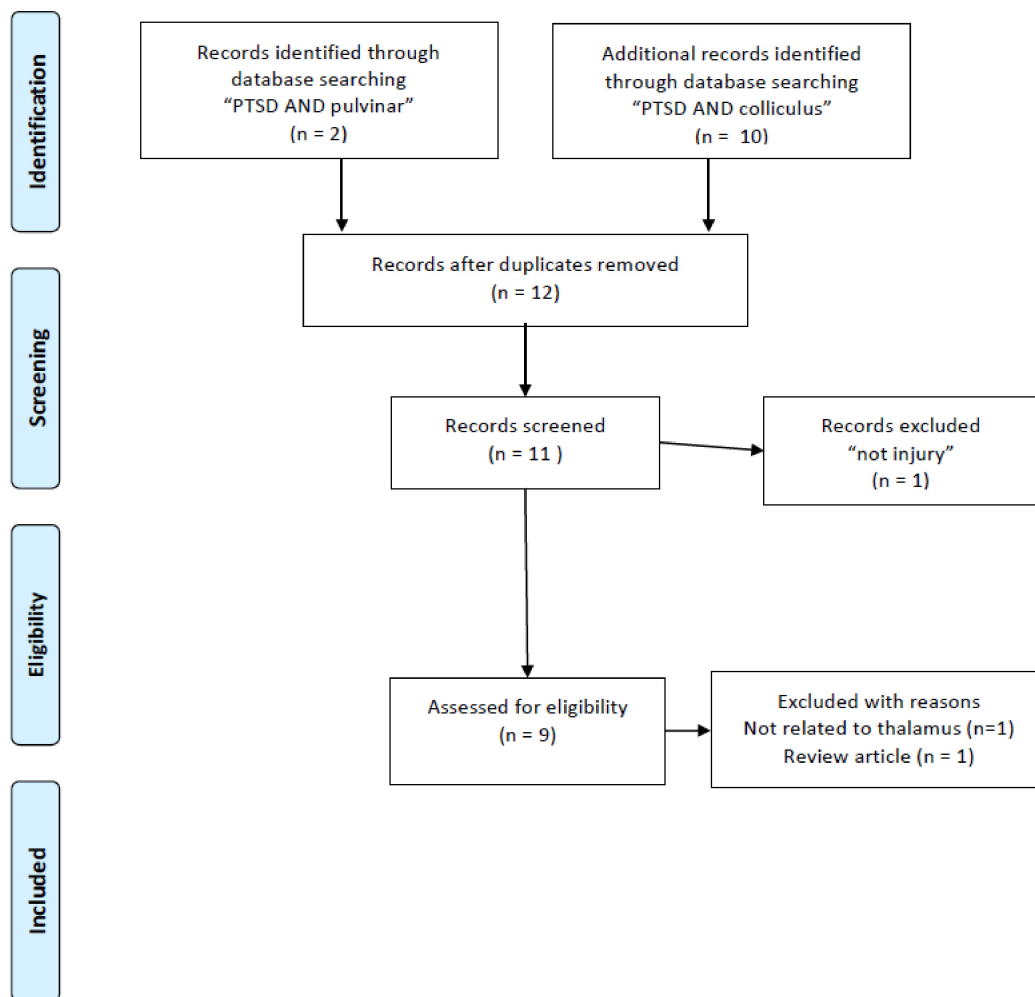 Identification
Records identified through
database searching
“PTSD AND pulvinar”
(n = 2)
Additional records identified
through database searching
“PTSD AND colliculus”
(n =  10)
Records after duplicates removed
(n = 12)
Screening
Records screened
(n = 11 )
Records excluded
“not injury”
(n = 1)
Eligibility
Assessed for eligibility
(n = 9)
Excluded with reasons
Not related to thalamus (n=1)
Review article (n = 1)
Included